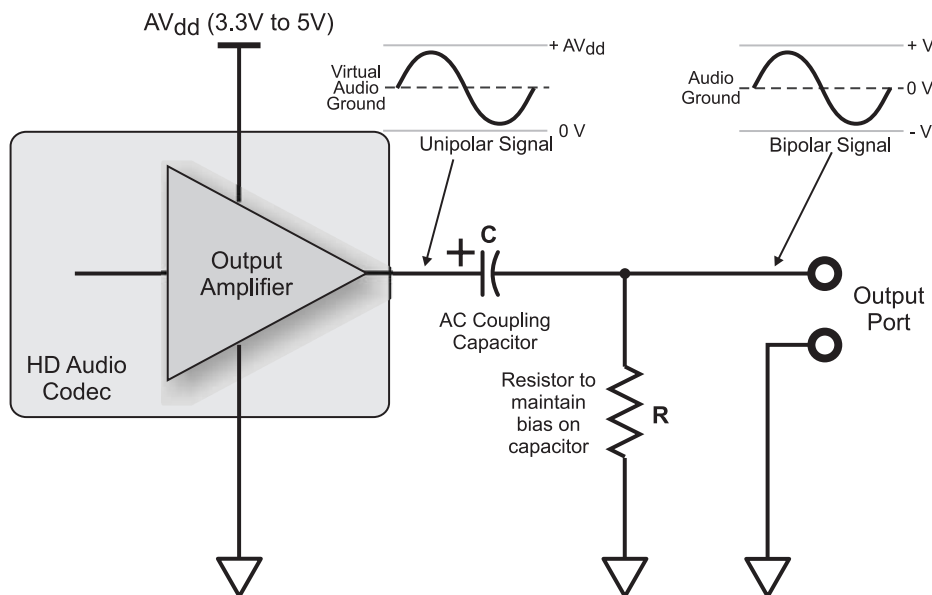 AVdd (3.3V to 5V)
Virtual
Audio
Ground
+ AVdd
0 V
Unipolar Signal
Audio
Ground
+ V
0 V
- V
Bipolar Signal
Output
Amplifier
HD Audio
Codec
+
C
AC Coupling
Capacitor
Resistor to
maintain
bias on
capacitor
R
Output
Port